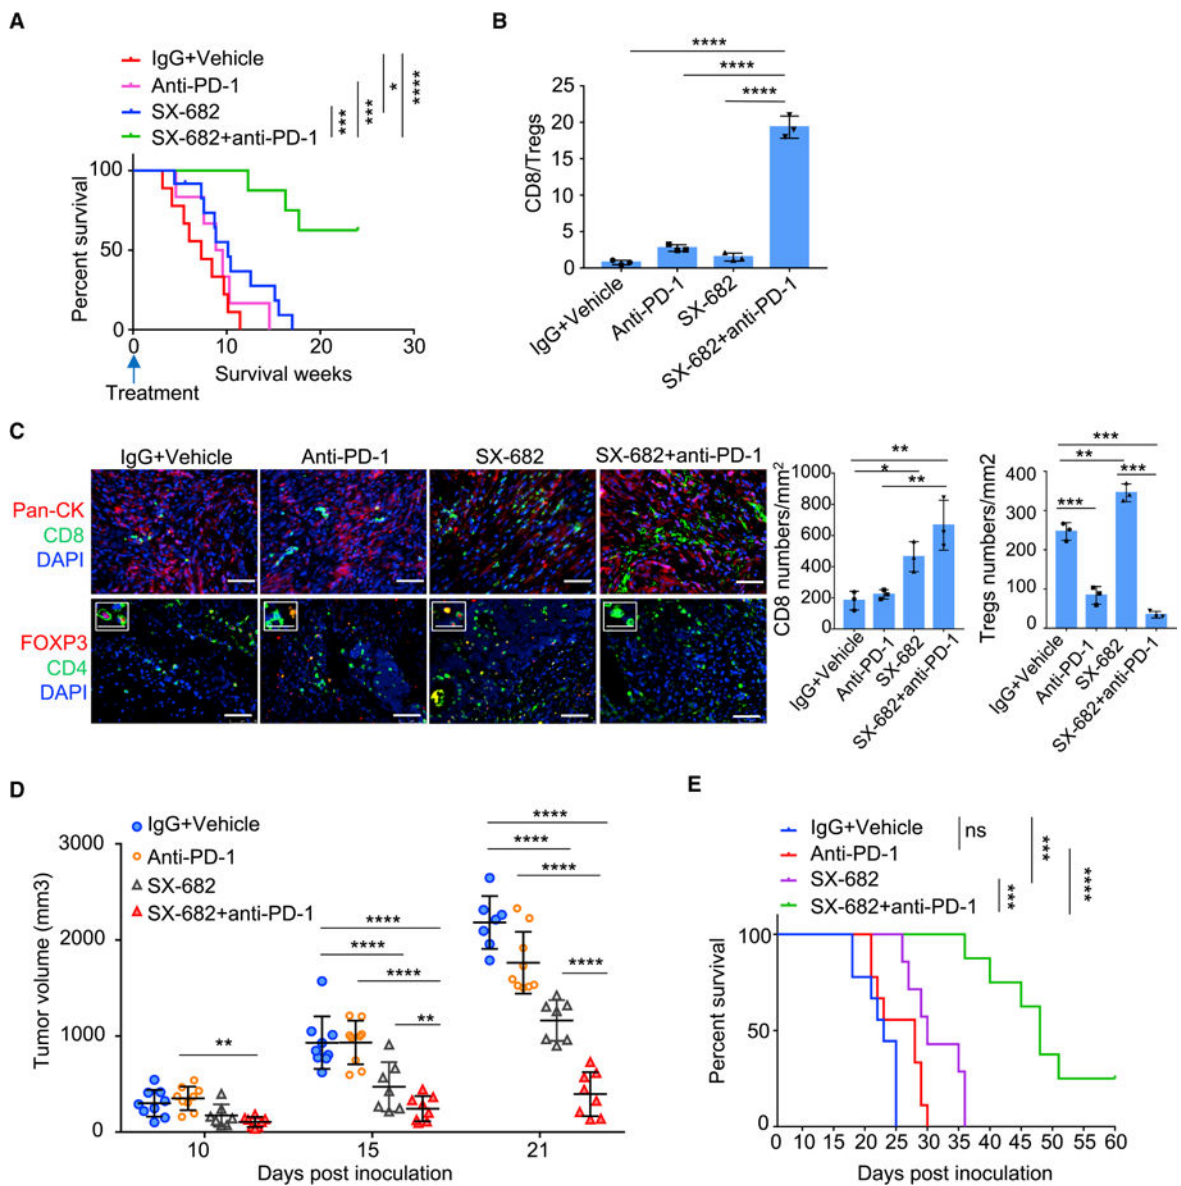 A
IgG+Vehicle
Anti-PD-1
SX-682
SX-682+anti-PD-1
***
***
*
****
Percent survival
100
50
0
0 10 20 30
Survival weeks
Treatment
B
****
****
****
CD8/Tregs
25
20
15
10
5
0
IgG+Vehicle
Anti-PD-1
SX-682
SX-682+anti-PD-1
C
IgG+Vehicle Anti-PD-1 SX-682 SX-682+anti-PD-1
Pan-CK
CD8
DAPI
FOXP3
CD4
DAPI
CD8 numbers/mm²
1000
800
600
400
200
0
**
*
**
IgG+Vehicle
Anti-PD-1
SX-682
SX-682+anti-PD-1
Tregs numbers/mm2
400
300
200
100
0
***
**
***
***
IgG+Vehicle
Anti-PD-1
SX-682
SX-682+anti-PD-1
D
IgG+Vehicle
Anti-PD-1
SX-682
SX-682+anti-PD-1
Tumor volume (mm3)
3000
2000
1000
0
**
****
****
****
**
****
****
****
****
10 15 21
Days post inoculation
E
IgG+Vehicle
Anti-PD-1
SX-682
SX-682+anti-PD-1
ns
***
***
****
Percent survival
100
50
0
0 10 15 20 25 30 35 40 45 50 55 60
Days post inoculation